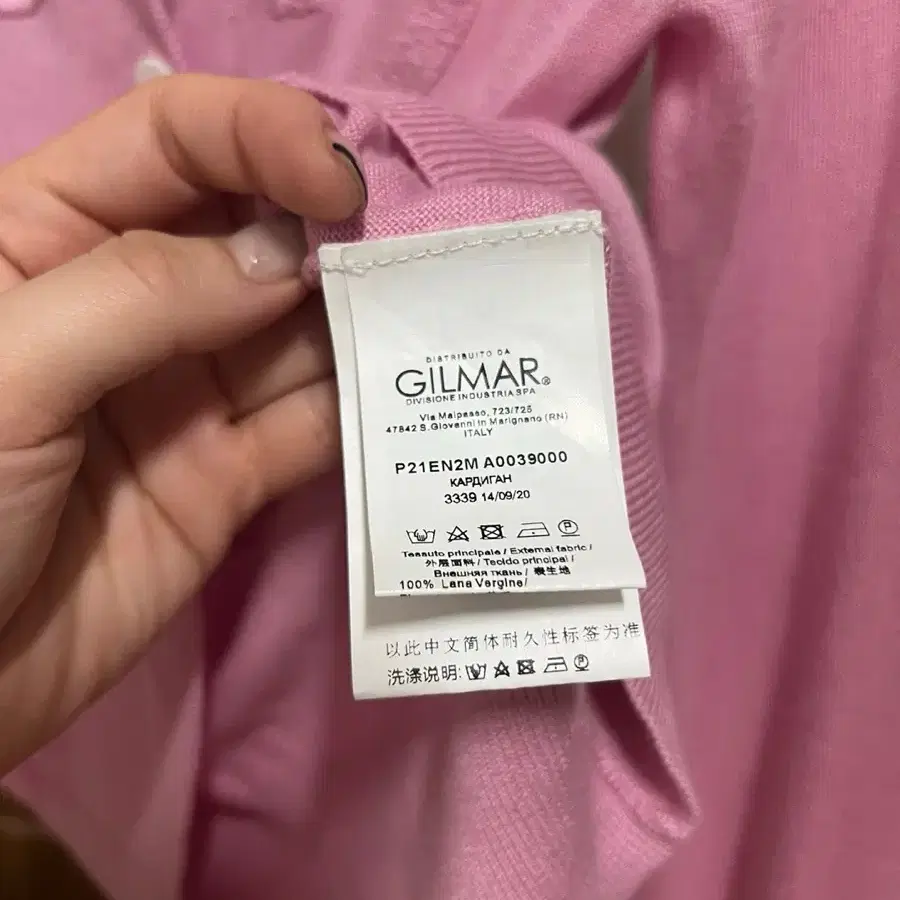 DISTRIBUITO DA
GILMAR®
DIVISIONE INDUSTRIA SPA
Via Malpasso, 723/725
47842 S.Giovanni in Marignano (RN)
ITALY
P21EN2M A0039000
КАРДИГАН
3339 14/09/20
Tessuto principale / External fabric /
外层面料 / Tecido principal /
Внешняя ткань / 表生地
100% Lana Vergine/
以此中文简体耐久性标签为准
洗涤说明: